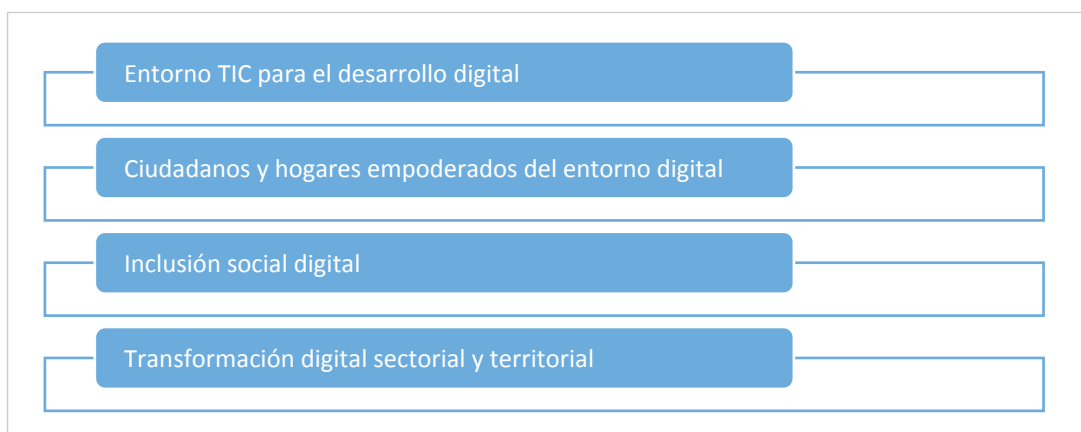 Entorno TIC para el desarrollo digital
Ciudadanos y hogares empoderados del entorno digital
Inclusión social digital
Transformación digital sectorial y territorial